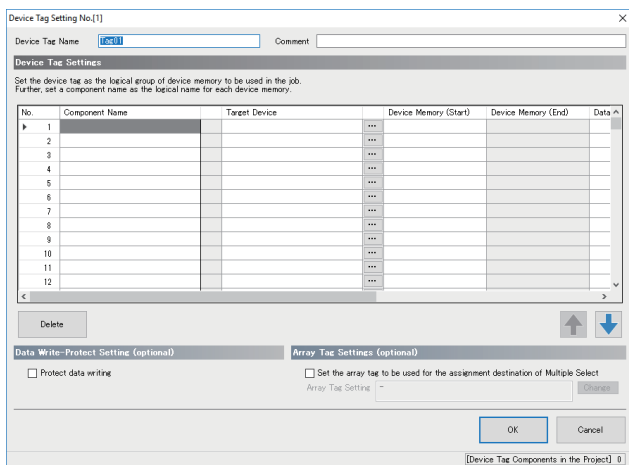 Device Tag Setting No.[1]
Device Tag Name Tag01 Comment
Device Tag Settings
Set the device tag as the logical group of device memory to be used in the job.
Further, set a component name as the logical name for each device memory.
No. Component Name Target Device Device Memory (Start) Device Memory (End) Data
1 ...
2 ...
3 ...
4 ...
5 ...
6 ...
7 ...
8 ...
9 ...
10 ...
11 ...
12 ...
Delete
Data Write-Protect Setting (optional) Array Tag Settings (optional)
Protect data writing Set the array tag to be used for the assignment destination of Multiple Select
Array Tag Setting - Change
OK Cancel
[Device Tag Components in the Project] 0